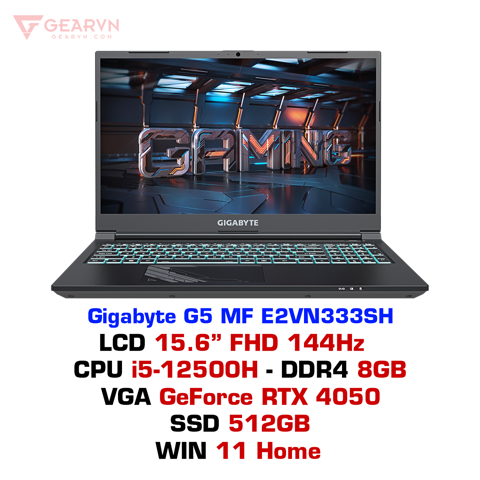 GEARVN
GEARVN.COM
GAMING
GIGABYTE
Gigabyte G5 MF E2VN333SH
LCD 15.6” FHD 144Hz
CPU i5-12500H - DDR4 8GB
VGA GeForce RTX 4050
SSD 512GB
WIN 11 Home